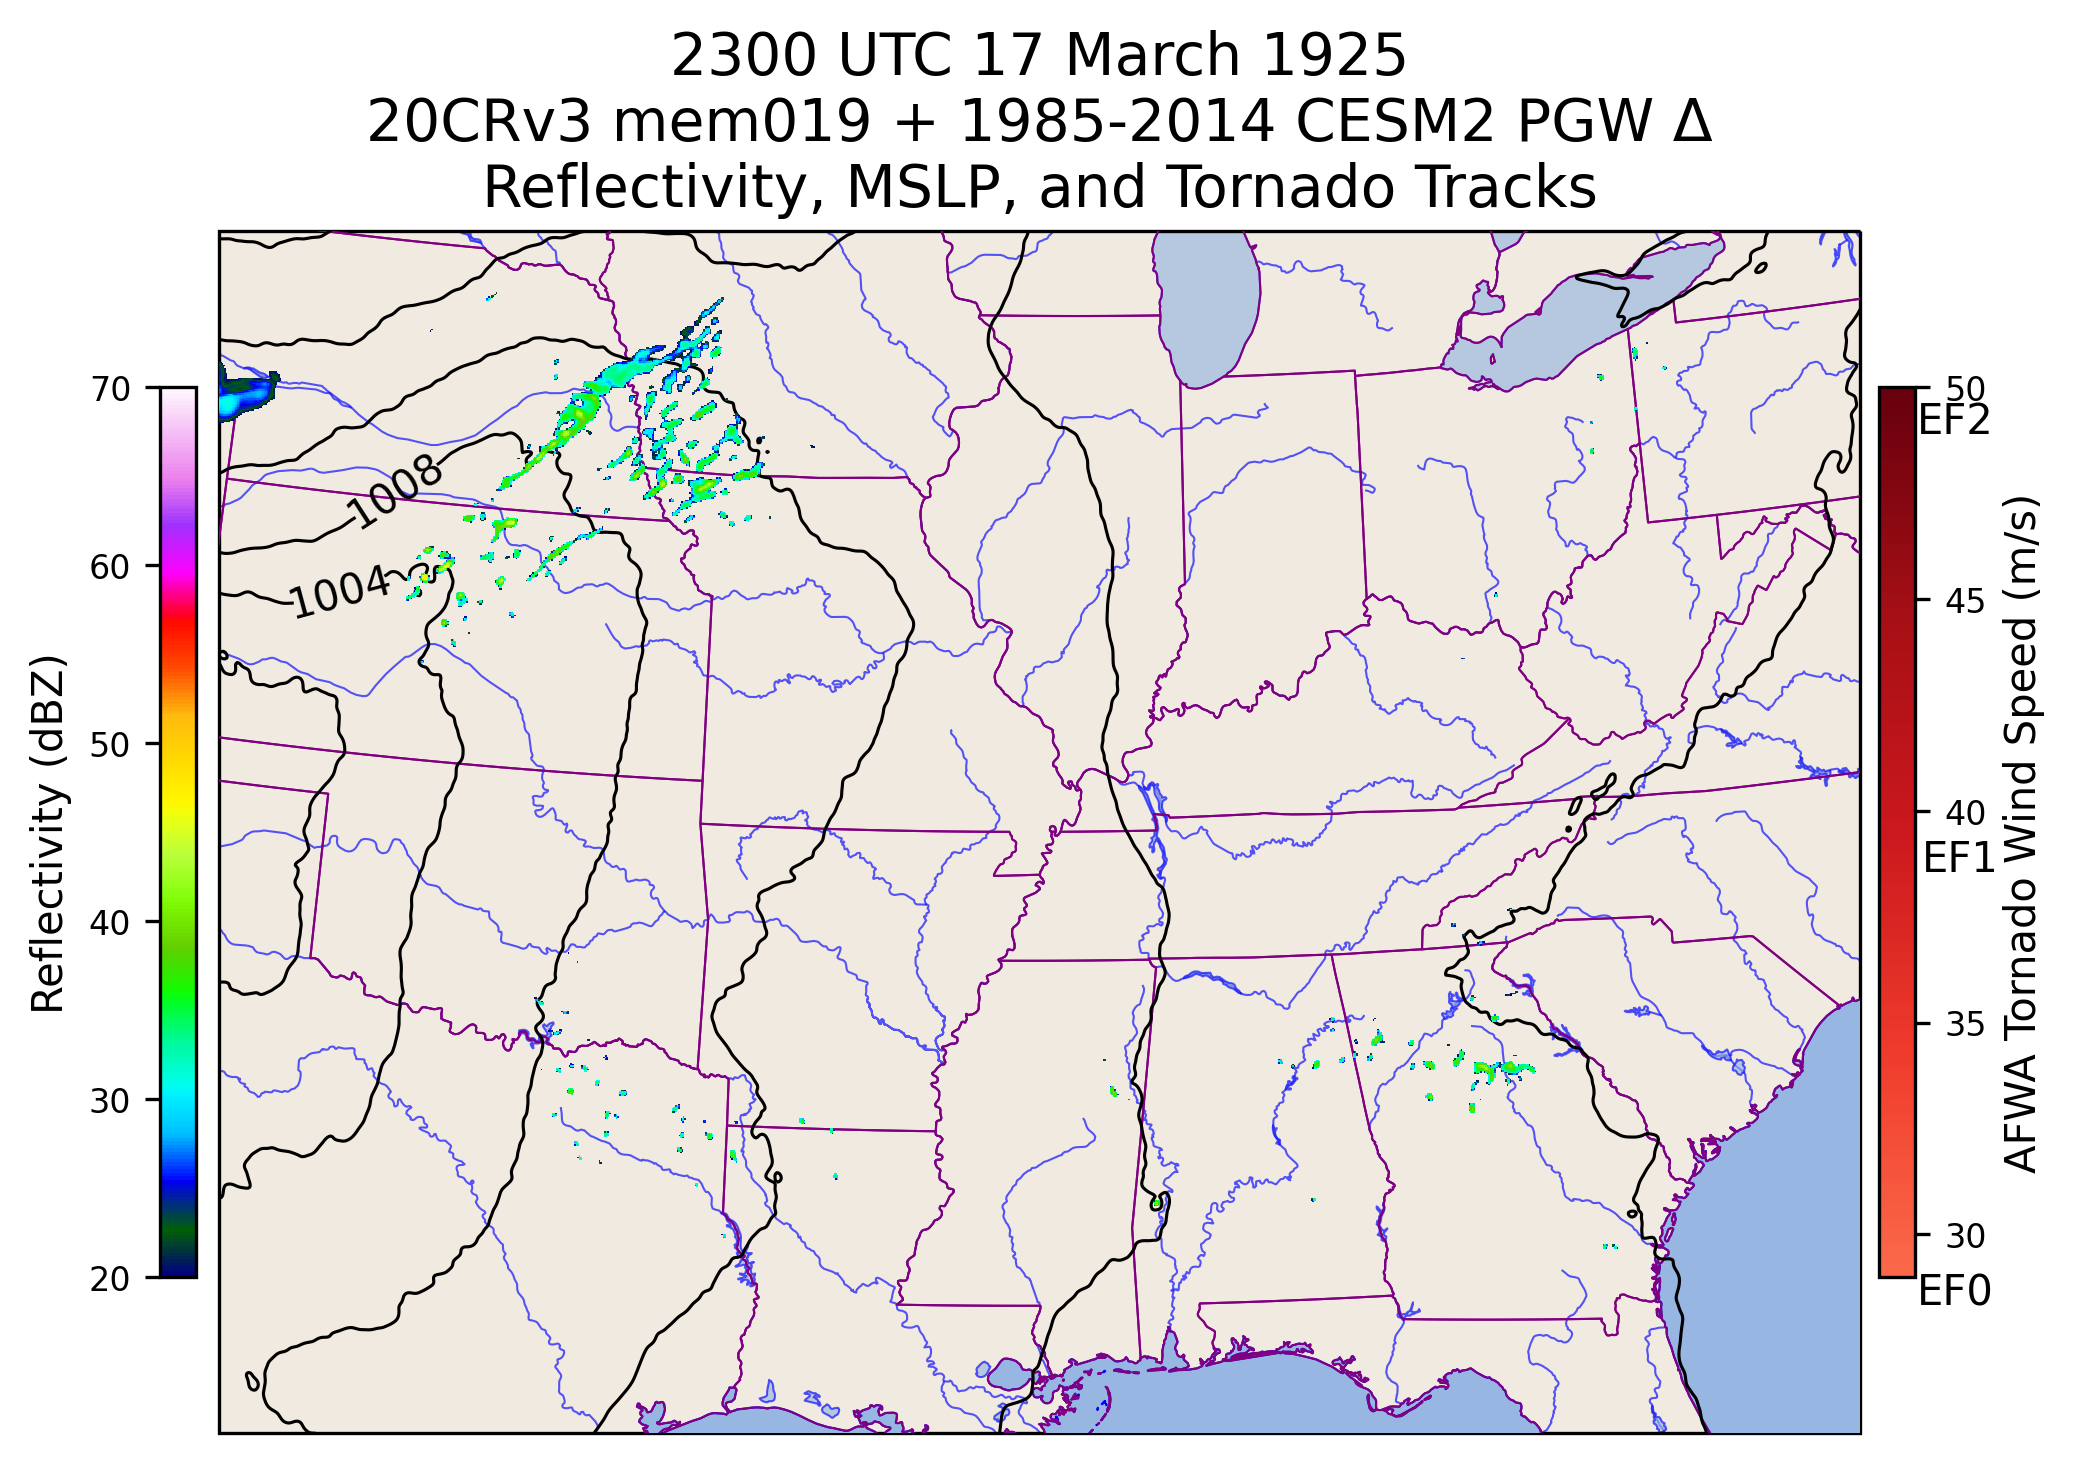 2300 UTC 17 March 1925
20CRv3 mem019 + 1985-2014 CESM2 PGW Δ
Reflectivity, MSLP, and Tornado Tracks
Reflectivity (dBZ)
70
60
50
40
30
20
1008
1004
50
EF2
45
40
EF1
35
30
EF0
AFWA Tornado Wind Speed (m/s)